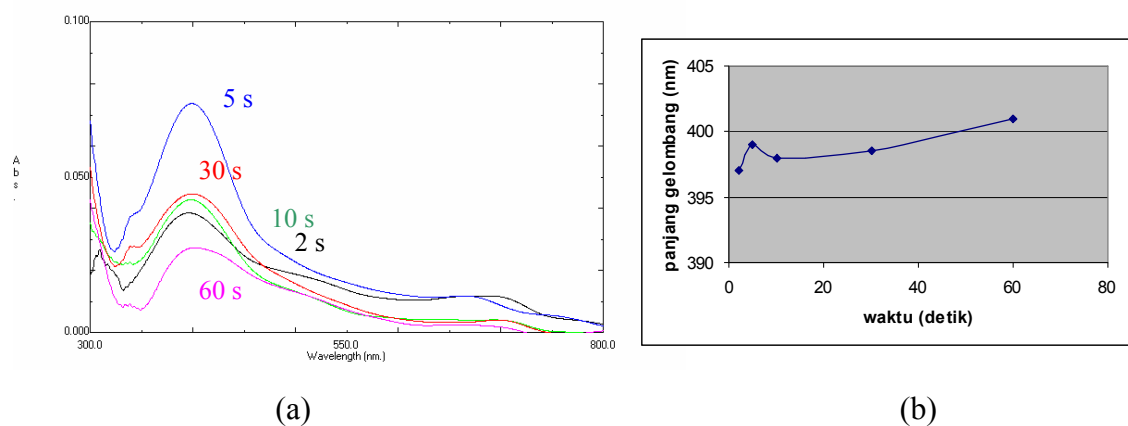 0.100
A
b
s
.
0.050
0.000
5 s
30 s
10 s
2 s
60 s
300.0
550.0
800.0
Wavelength (nm.)
(a)
panjang gelombang (nm)
405
400
395
390
0
20
40
60
80
waktu (detik)
(b)